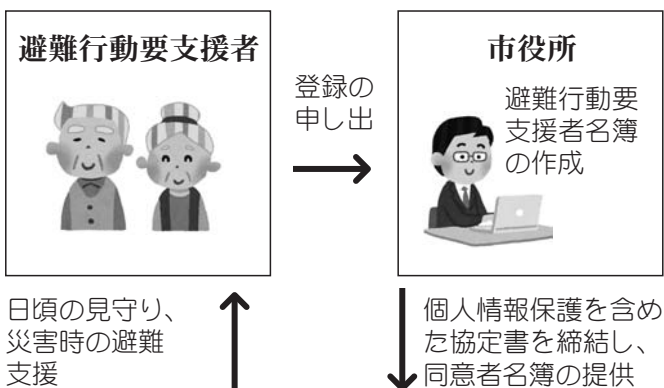 避難行動要支援者
登録の
申し出
市役所
避難行動要
支援者名簿
の作成
日頃の見守り、
災害時の避難
支援
個人情報保護を含め
た協定書を締結し、
同意者名簿の提供